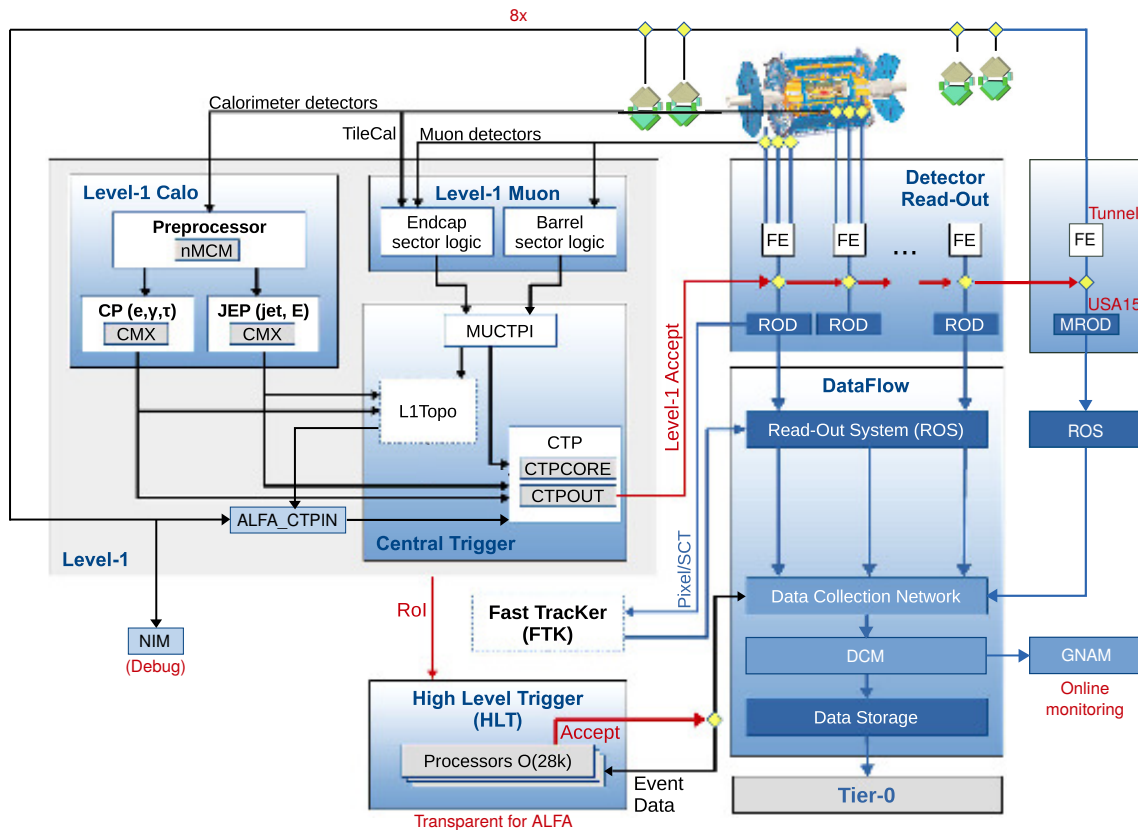 8x
Calorimeter detectors
TileCal
Muon detectors
Level-1 Calo
Preprocessor
nMCM
CP (e,γ,τ)
CMX
JEP (jet, E)
CMX
Level-1 Muon
Endcap
sector logic
Barrel
sector logic
MUCTPI
L1Topo
CTP
CTPCORE
CTPOUT
Central Trigger
ALFA_CTPIN
Level-1
NIM
(Debug)
RoI
Level-1 Accept
Pixel/SCT
Fast TracKer
(FTK)
High Level Trigger
(HLT)
Accept
Processors O(28k)
Transparent for ALFA
Event
Data
Detector
Read-Out
FE
FE
...
FE
ROD
ROD
ROD
Tunnel
FE
USA15
MROD
ROS
DataFlow
Read-Out System (ROS)
Data Collection Network
DCM
Data Storage
Tier-0
GNAM
Online
monitoring